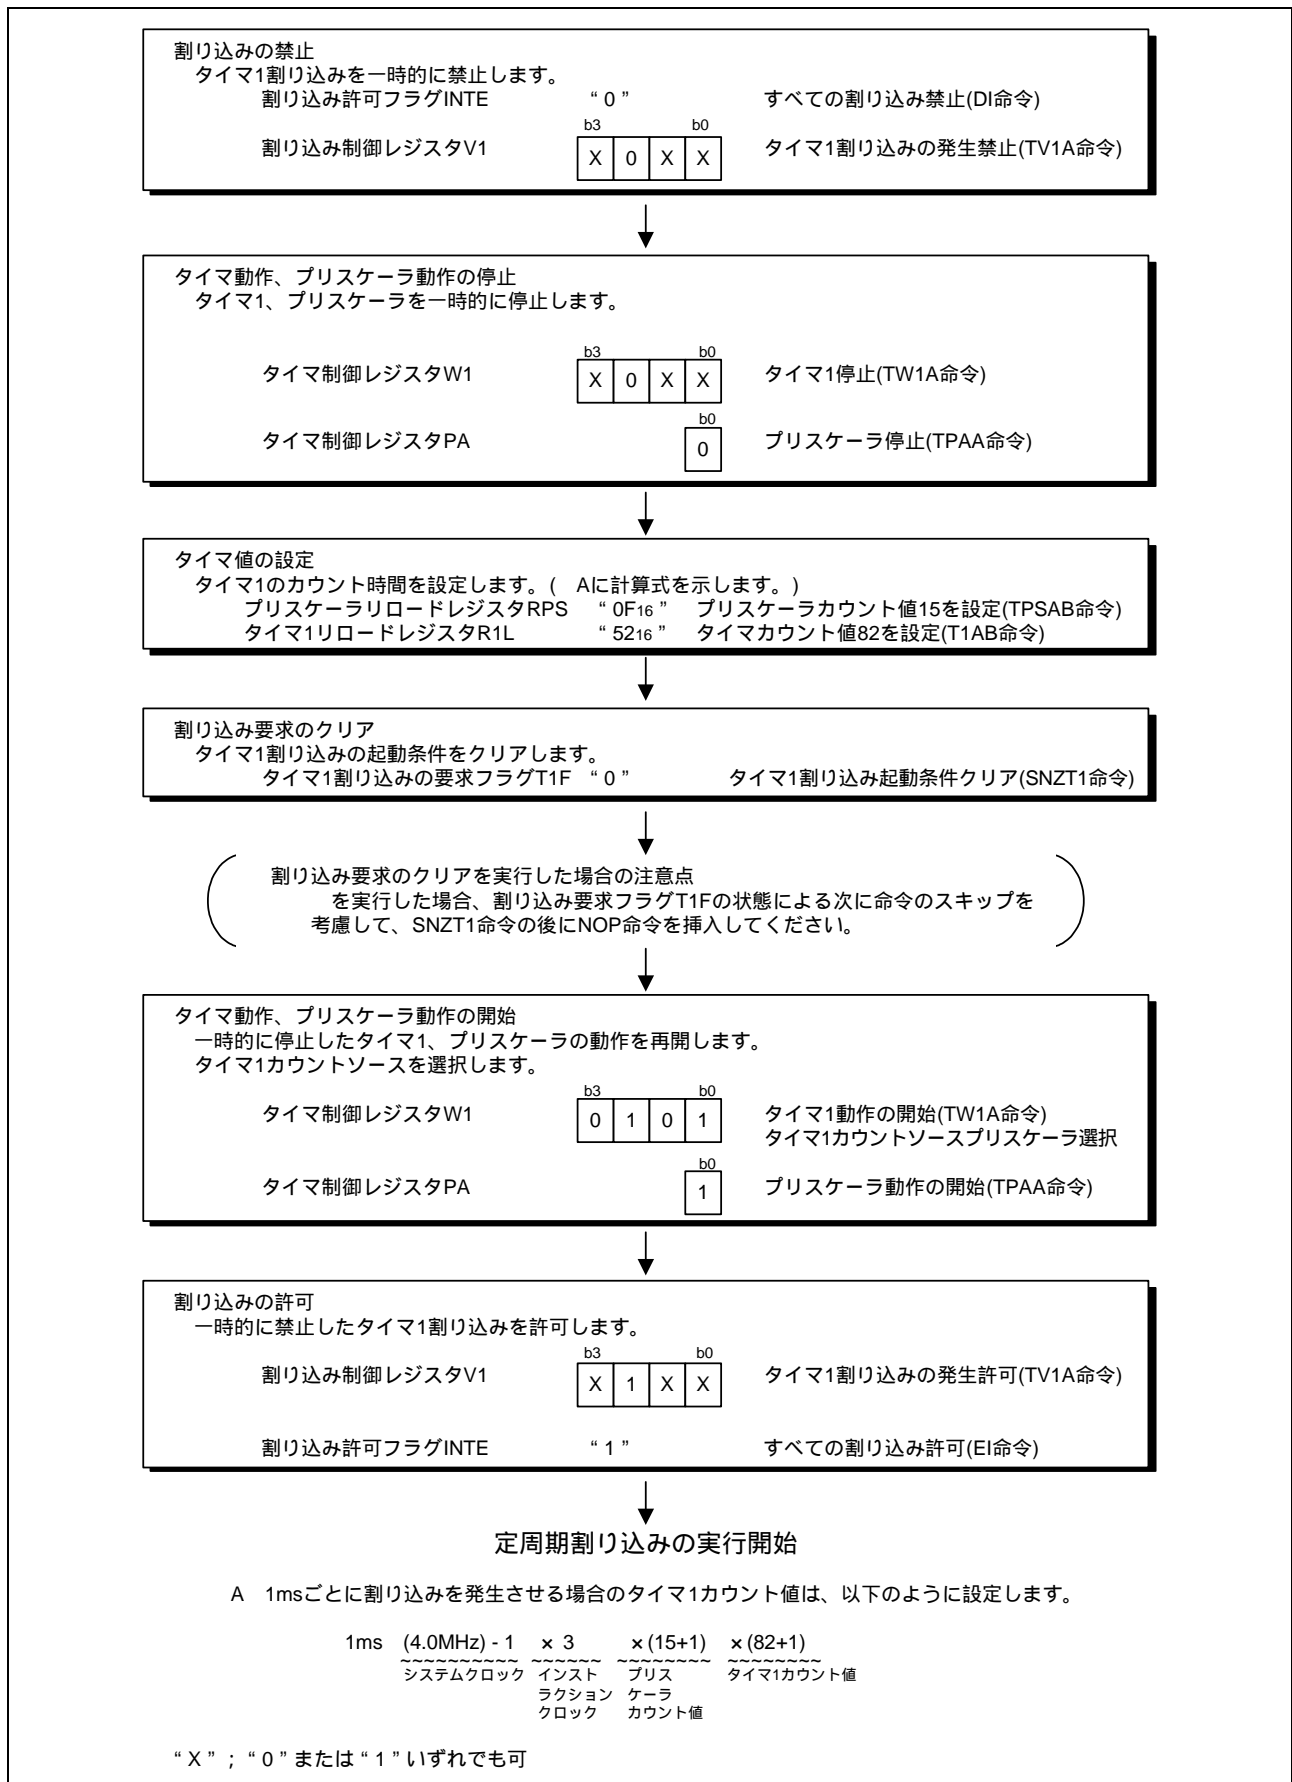 割り込みの禁止
タイマ1割り込みを一時的に禁止します。
割り込み許可フラグINTE “ 0 ” すべての割り込み禁止(DI命令)
b3 b0
割り込み制御レジスタV1 X 0 X X タイマ1割り込みの発生禁止(TV1A命令)
タイマ動作、プリスケーラ動作の停止
タイマ1、プリスケーラを一時的に停止します。
b3 b0
タイマ制御レジスタW1 X 0 X X タイマ1停止(TW1A命令)
b0
タイマ制御レジスタPA 0 プリスケーラ停止(TPAA命令)
タイマ値の設定
タイマ1のカウント時間を設定します。(　Aに計算式を示します。)
プリスケーラリロードレジスタRPS “ 0F16 ” プリスケーラカウント値15を設定(TPSAB命令)
タイマ1リロードレジスタR1L “ 5216 ” タイマカウント値82を設定(T1AB命令)
割り込み要求のクリア
タイマ1割り込みの起動条件をクリアします。
タイマ1割り込みの要求フラグT1F “ 0 ” タイマ1割り込み起動条件クリア(SNZT1命令)
割り込み要求のクリアを実行した場合の注意点
を実行した場合、割り込み要求フラグT1Fの状態による次に命令のスキップを
考慮して、SNZT1命令の後にNOP命令を挿入してください。
タイマ動作、プリスケーラ動作の開始
一時的に停止したタイマ1、プリスケーラの動作を再開します。
タイマ1カウントソースを選択します。
b3 b0
タイマ制御レジスタW1 0 1 0 1 タイマ1動作の開始(TW1A命令)
タイマ1カウントソースプリスケーラ選択
b0
タイマ制御レジスタPA 1 プリスケーラ動作の開始(TPAA命令)
割り込みの許可
一時的に禁止したタイマ1割り込みを許可します。
b3 b0
割り込み制御レジスタV1 X 1 X X タイマ1割り込みの発生許可(TV1A命令)
割り込み許可フラグINTE “ 1 ” すべての割り込み許可(EI命令)
定周期割り込みの実行開始
A 1msごとに割り込みを発生させる場合のタイマ1カウント値は、以下のように設定します。
1ms (4.0MHz) - 1 × 3 × (15+1) × (82+1)
~~~~~~~~~~ ~~~~~~ ~~~~~~~~ ~~~~~~~~
システムクロック インスト プリス タイマ1カウント値
ラクション ケーラ
クロック カウント値
“ X ” ; “ 0 ” または “ 1 ” いずれでも可